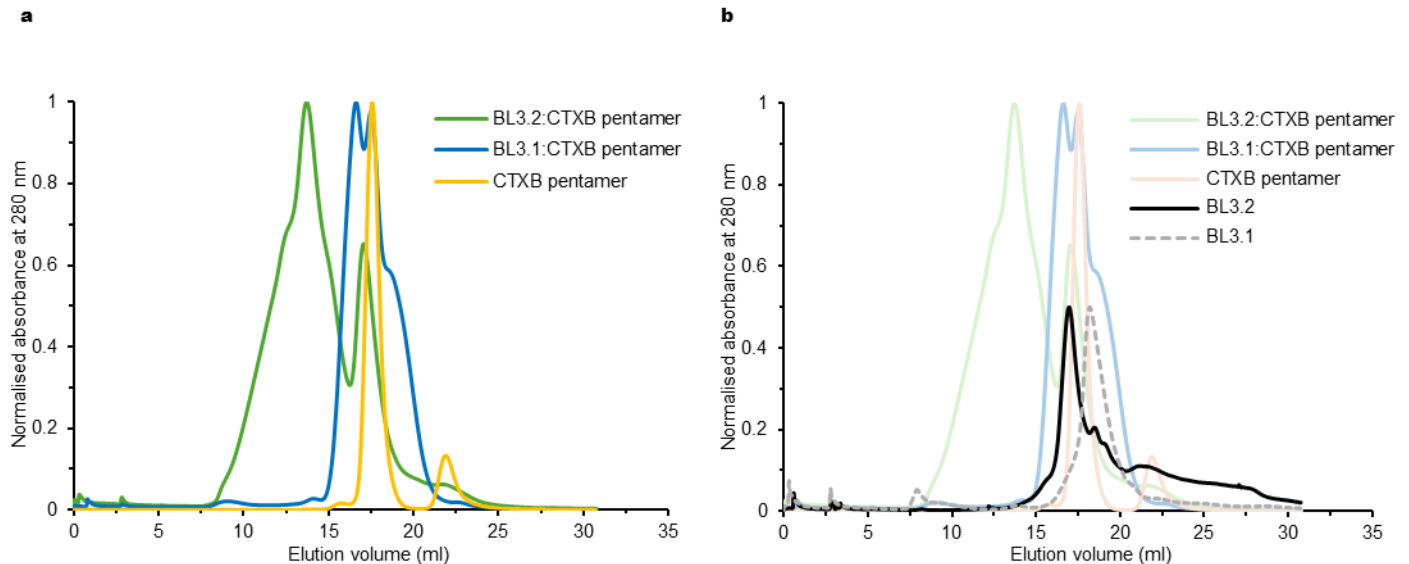 a
Normalised absorbance at 280 nm
1
0.8
0.6
0.4
0.2
0
0
5
10
15
20
25
30
35
Elution volume (ml)
BL3.2:CTXB pentamer
BL3.1:CTXB pentamer
CTXB pentamer
b
Normalised absorbance at 280 nm
1
0.8
0.6
0.4
0.2
0
0
5
10
15
20
25
30
35
Elution volume (ml)
BL3.2:CTXB pentamer
BL3.1:CTXB pentamer
CTXB pentamer
BL3.2
BL3.1